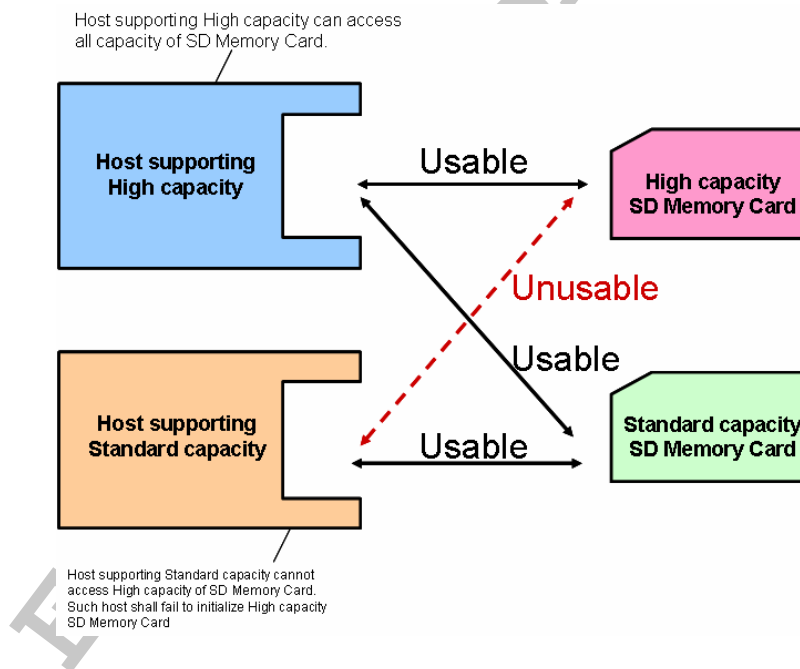 Host supporting High capacity can access
all capacity of SD Memory Card.
Host supporting
High capacity
Usable
High capacity
SD Memory Card
Unusable
Usable
Host supporting
Standard capacity
Usable
Standard capacity
SD Memory Card
Host supporting Standard capacity cannot
access High capacity of SD Memory Card.
Such host shall fail to initialize High capacity
SD Memory Card